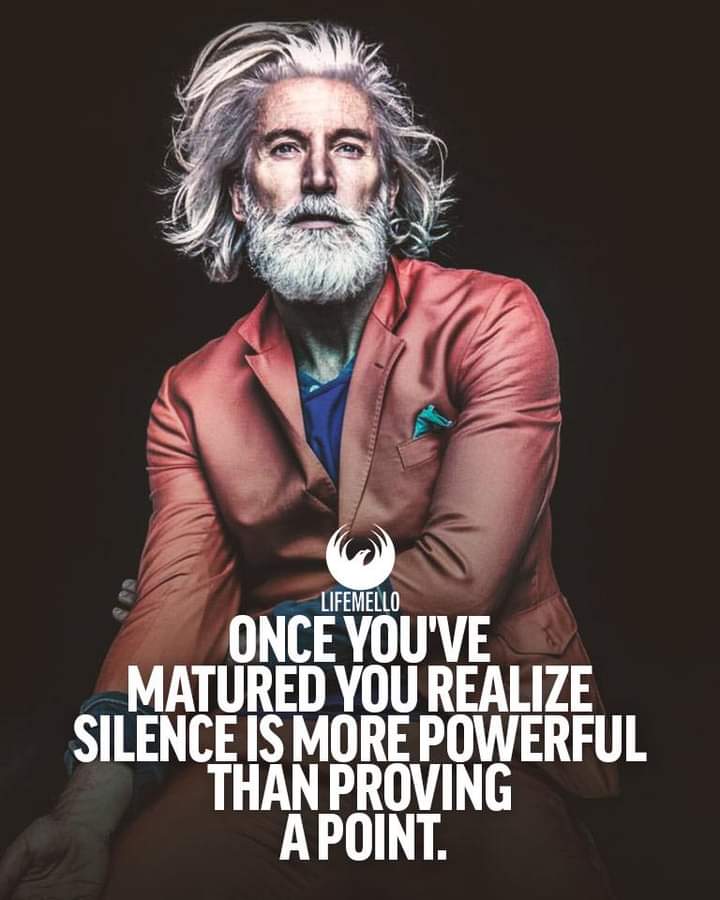 LIFEMELLO
ONCE YOU'VE
MATURED YOU REALIZE
SILENCE IS MORE POWERFUL
THAN PROVING
A POINT.